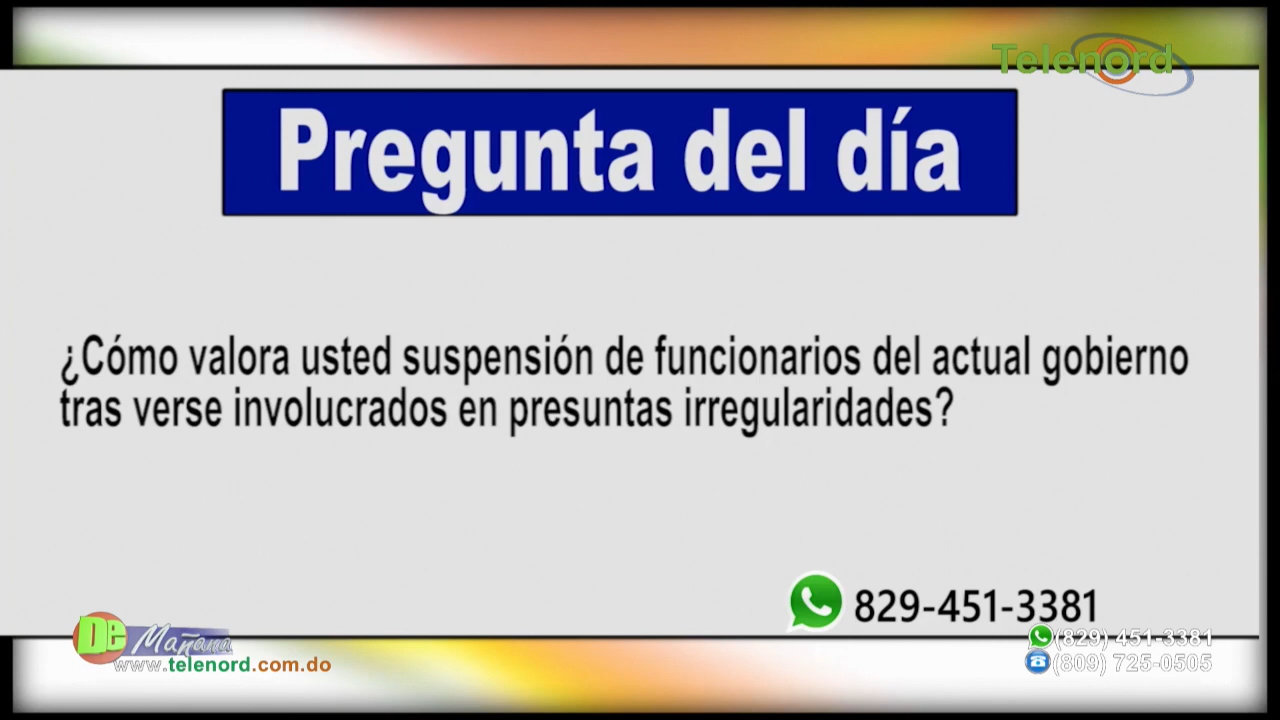 Telenord
Pregunta del día
¿Cómo valora usted suspensión de funcionarios del actual gobierno
tras verse involucrados en presuntas irregularidades?
829-451-3381
De Mañana
www.telenord.com.do
(829) 451-3381
(809) 725-0505